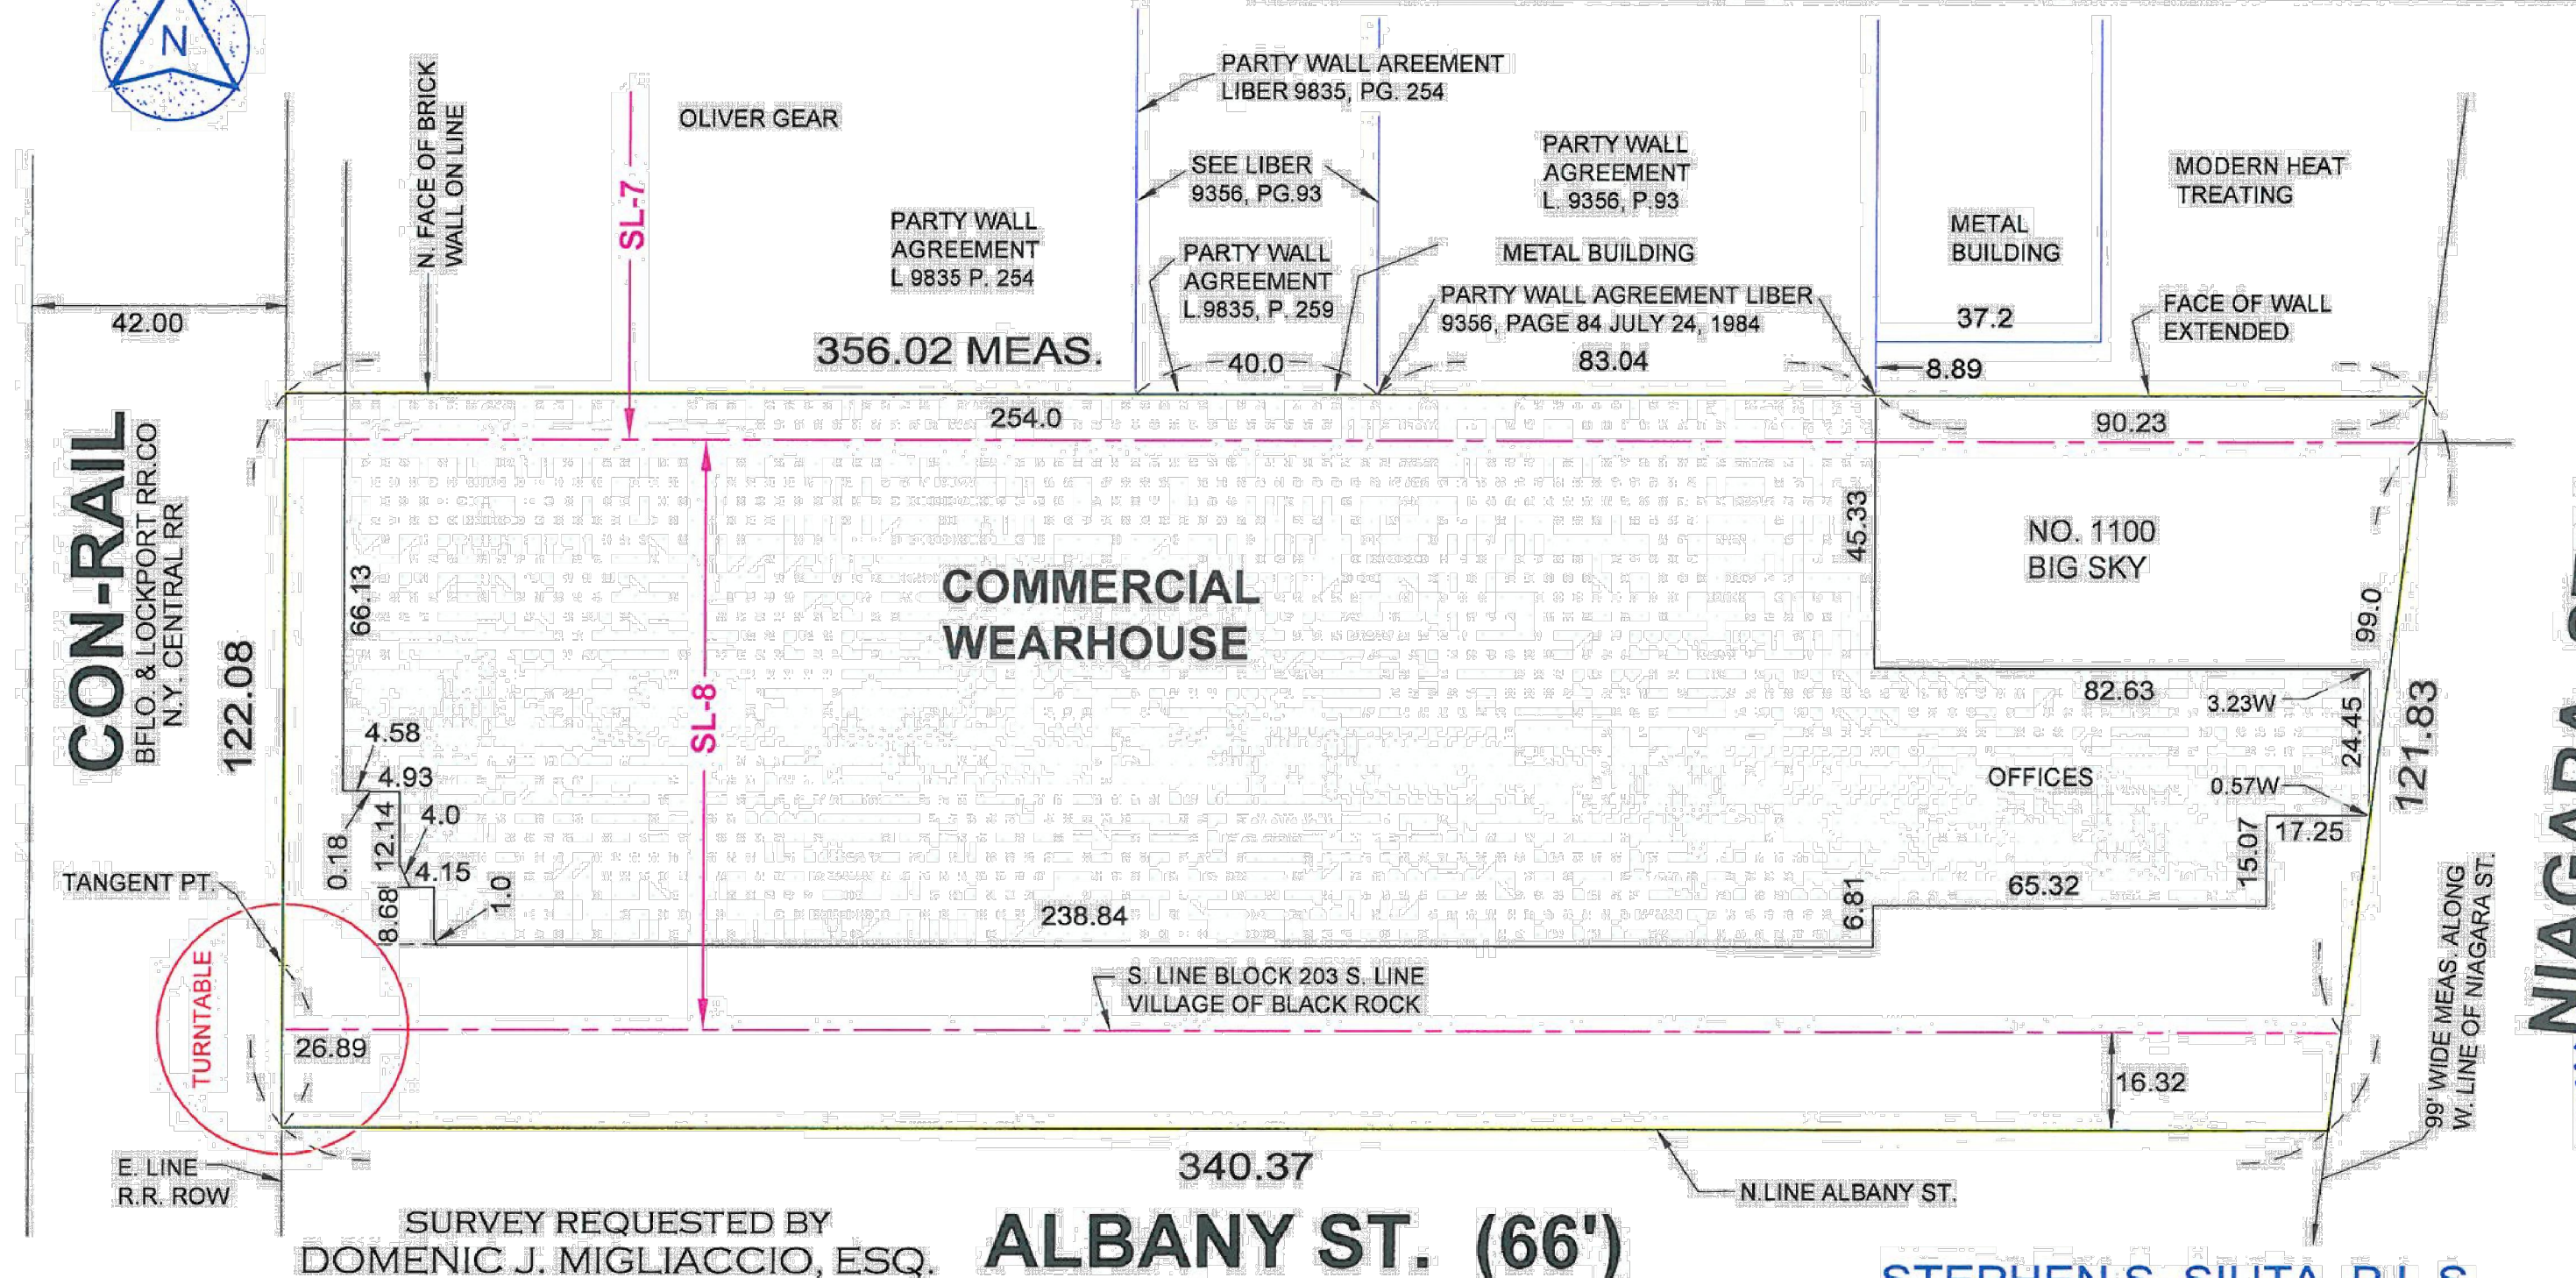 N
N. FACE OF BRICK
WALL ON LINE
SL-7
OLIVER GEAR
PARTY WALL
AGREEMENT
L 9835 P. 254
PARTY WALL AREEMENT
LIBER 9835, PG. 254
SEE LIBER
9356, PG.93
PARTY WALL
AGREEMENT
L.9835, P. 259
PARTY WALL
AGREEMENT
L. 9356, P.93
METAL BUILDING
PARTY WALL AGREEMENT LIBER
9356, PAGE 84 JULY 24, 1984
METAL
BUILDING
37.2
MODERN HEAT
TREATING
FACE OF WALL
EXTENDED
42.00
356.02 MEAS.
40.0
83.04
8.89
254.0
90.23
CON-RAIL
BFLO. & LOCKPORT RR.CO
N.Y. CENTRAL RR
122.08
66.13
45.33
NO. 1100
BIG SKY
99.0
COMMERCIAL
WEARHOUSE
SL-8
82.63
3.23W
24.45
121.83
4.58
4.93
12.14
4.0
0.18
4.15
8.68
1.0
OFFICES
0.57W
17.25
15.07
65.32
6.81
238.84
TANGENT PT.
TURNTABLE
26.89
S. LINE BLOCK 203 S. LINE
VILLAGE OF BLACK ROCK
16.32
99' WIDE MEAS. ALONG
W. LINE OF NIAGARA ST.
NIAGARA
E. LINE
R.R. ROW
340.37
N.LINE ALBANY ST.
SURVEY REQUESTED BY
DOMENIC J. MIGLIACCIO, ESQ.
ALBANY ST. (66')
STEPHEN S. SIUTA, P.L.S.